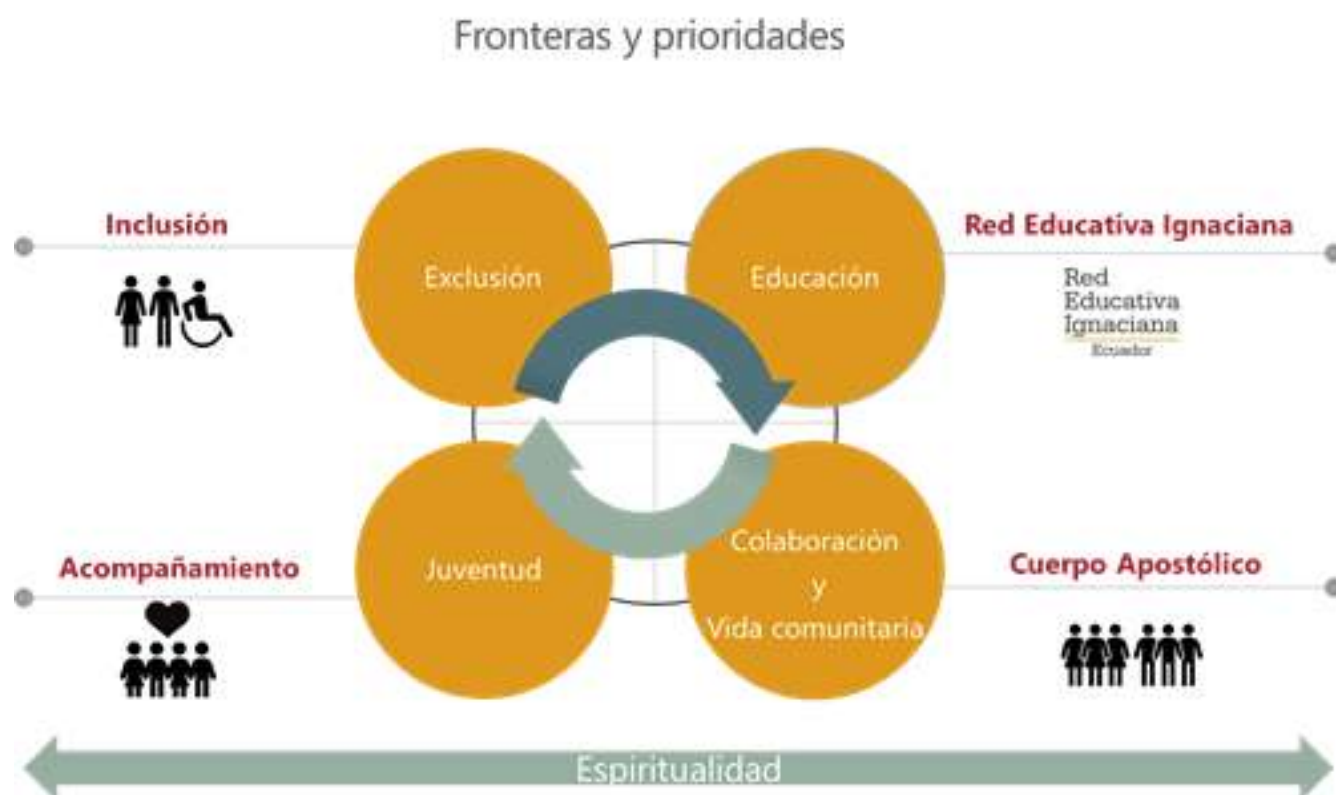 Fronteras y prioridades
Inclusión
Exclusión
Educación
Red Educativa Ignaciana
Red
Educativa
Ignaciana
Ecuador
Acompañamiento
Juventud
Colaboración
y
Vida comunitaria
Cuerpo Apostólico
Espiritualidad